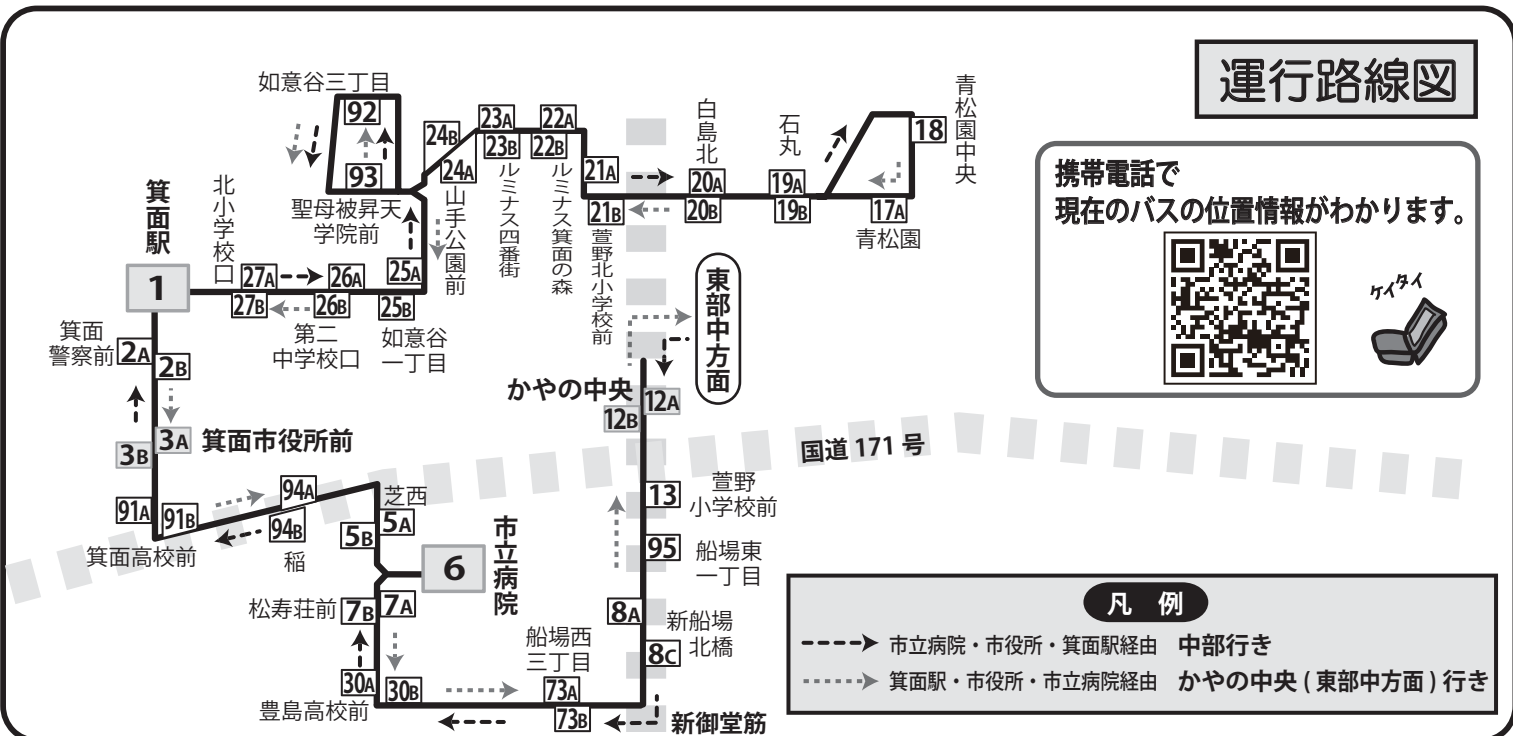 運行路線図
携帯電話で
現在のバスの位置情報がわかります。
ケイタイ
如意谷三丁目
92
93
聖母被昇天
学院前
24B
24A
山手公園前
23A
23B
ルミナス四番街
22A
22B
ルミナス箕面の森
21A
21B
萱野北小学校前
白島北
20A
20B
石丸
19A
19B
青松園中央
18
17A
青松園
箕面駅
1
北小学校口
27A
27B
26A
26B
第二
中学校口
25A
25B
如意谷
一丁目
箕面
警察前
2A
2B
3A
3B
箕面市役所前
91A
91B
箕面高校前
94A
94B
稲
芝西
5A
5B
6
市立病院
松寿荘前
7B
7A
30A
30B
豊島高校前
船場西
三丁目
73A
73B
新御堂筋
東部中方面
かやの中央
12A
12B
国道 171 号
13
萱野
小学校前
95
船場東
一丁目
8A
8C
新船場
北橋
凡 例
市立病院・市役所・箕面駅経由 中部行き
箕面駅・市役所・市立病院経由 かやの中央 ( 東部中方面 ) 行き